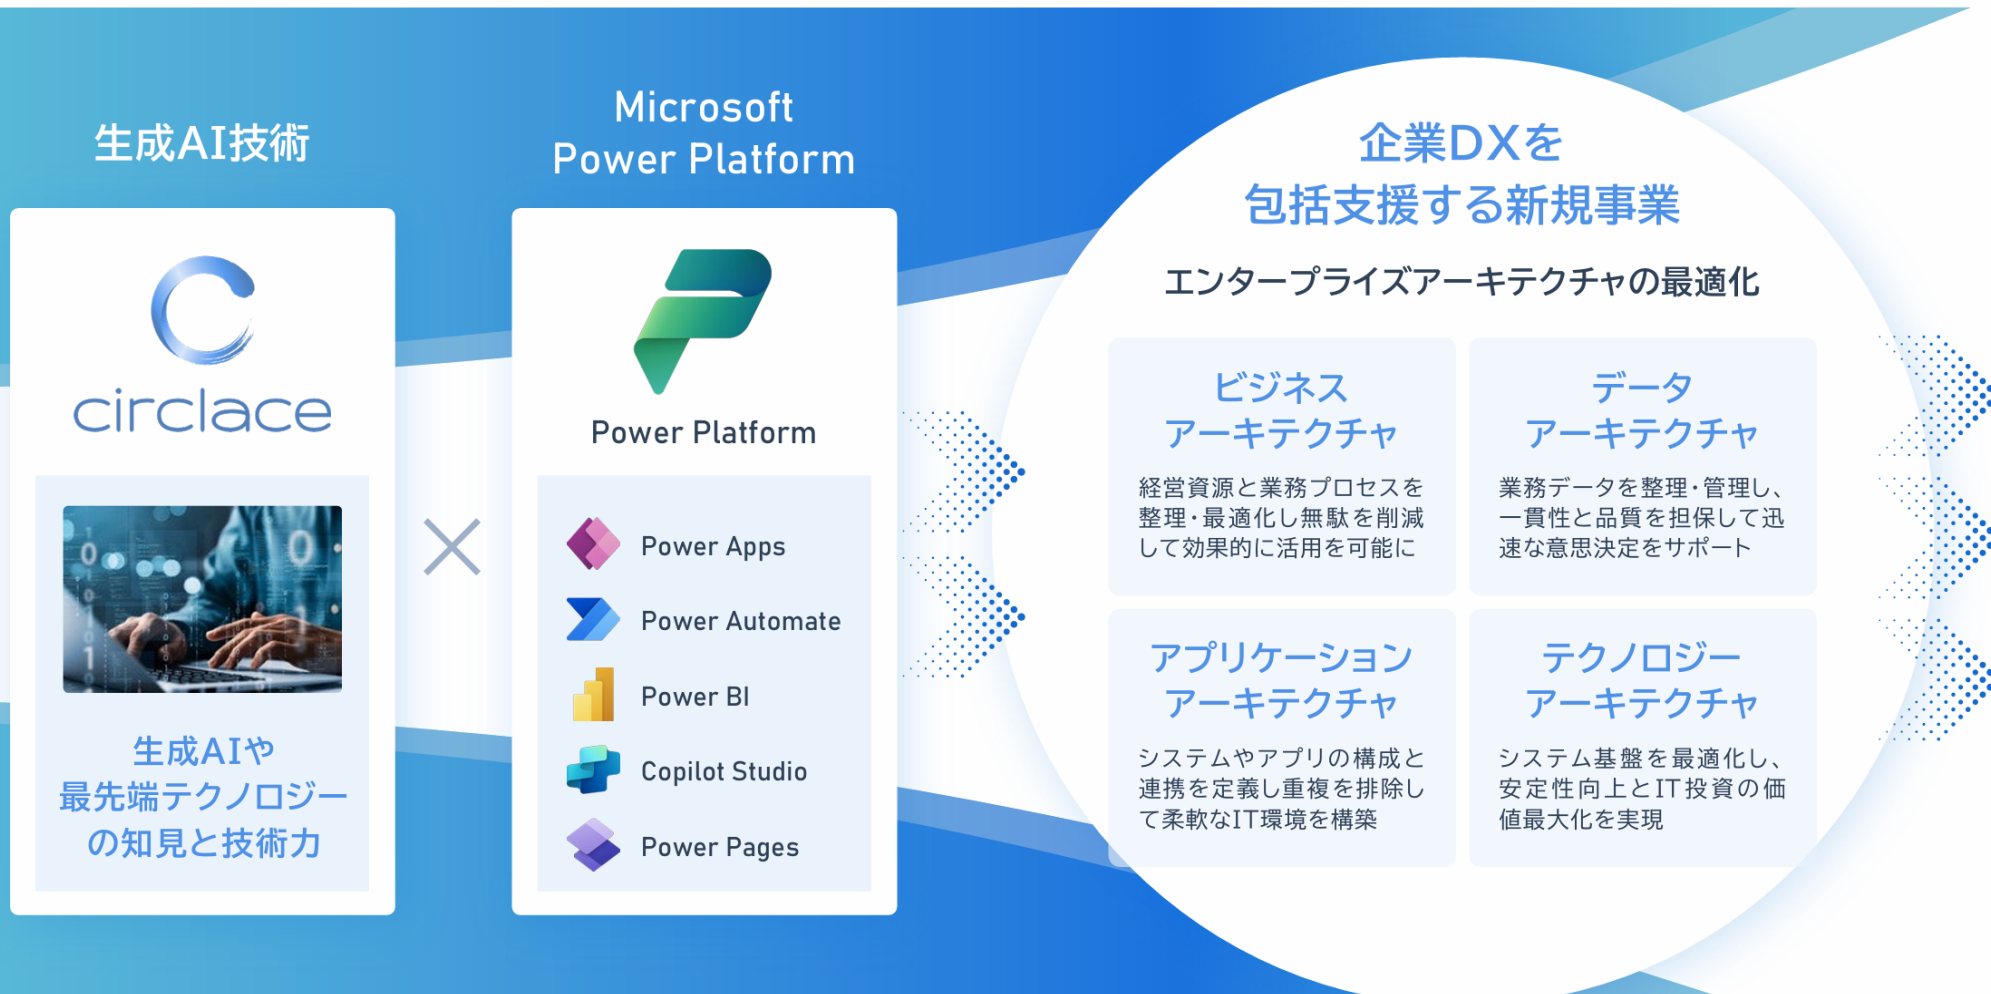 生成AI技術
circlace
生成AIや
最先端テクノロジー
の知見と技術力
×
Microsoft
Power Platform
Power Platform
Power Apps
Power Automate
Power BI
Copilot Studio
Power Pages
企業DXを
包括支援する新規事業
エンタープライズアーキテクチャの最適化
ビジネス
アーキテクチャ
経営資源と業務プロセスを
整理・最適化し無駄を削減
して効果的に活用を可能に
データ
アーキテクチャ
業務データを整理・管理し、
一貫性と品質を担保して迅
速な意思決定をサポート
アプリケーション
アーキテクチャ
システムやアプリの構成と
連携を定義し重複を排除し
て柔軟なIT環境を構築
テクノロジー
アーキテクチャ
システム基盤を最適化し、
安定性向上とIT投資の価
値最大化を実現